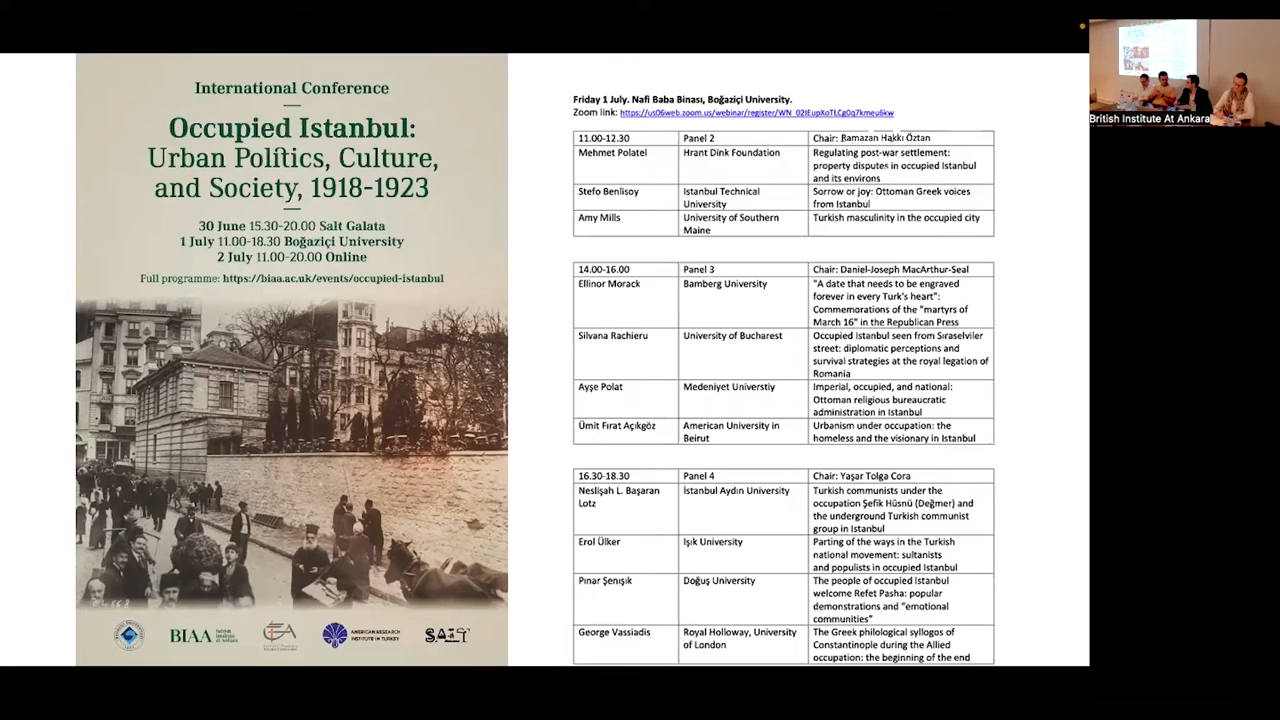 International Conference
Occupied Istanbul:
Urban Politics, Culture,
and Society, 1918-1923
30 June 15.30-20.00 Salt Galata
1 July 11.00-18.30 Boğaziçi University
2 July 11.00-20.00 Online
Full programme: https://biaa.ac.uk/events/occupied-istanbul
BIAA
AMERICAN RESEARCH
INSTITUTE IN TURKEY
SALT
Friday 1 July. Nafi Baba Binası, Boğaziçi University.
Zoom link:
11.00-12.30 Panel 2 Chair: Ramazan Hakkı Öztan
Mehmet Polatel Hrant Dink Foundation Regulating post-war settlement:
property disputes in occupied Istanbul
and its environs
Stefo Benlisoy Istanbul Technical Sorrow or joy: Ottoman Greek voices
University from Istanbul
Amy Mills University of Southern Turkish masculinity in the occupied city
Maine
14.00-16.00 Panel 3 Chair: Daniel-Joseph MacArthur-Seal
Ellinor Morack Bamberg University "A date that needs to be engraved
forever in every Turk's heart":
Commemorations of the "martyrs of
March 16" in the Republican Press
Silvana Rachieru University of Bucharest Occupied Istanbul seen from Sıraselviler
street: diplomatic perceptions and
survival strategies at the royal legation of
Romania
Ayşe Polat Medeniyet Universtiy Imperial, occupied, and national:
Ottoman religious bureaucratic
administration in Istanbul
Ümit Fırat Açıkgöz American University in Urbanism under occupation: the
Beirut homeless and the visionary in Istanbul
16.30-18.30 Panel 4 Chair: Yaşar Tolga Cora
Neslişah L. Başaran İstanbul Aydın University Turkish communists under the
Lotz occupation Şefik Hüsnü (Değmer) and
the underground Turkish communist
group in Istanbul
Erol Ülker Işık University Parting of the ways in the Turkish
national movement: sultanists
and populists in occupied Istanbul
Pınar Şenışık Doğuş University The people of occupied Istanbul
welcome Refet Pasha: popular
demonstrations and "emotional
communities"
George Vassiadis Royal Holloway, University The Greek philological syllogos of
of London Constantinople during the Allied
occupation: the beginning of the end
British Institute At Ankara